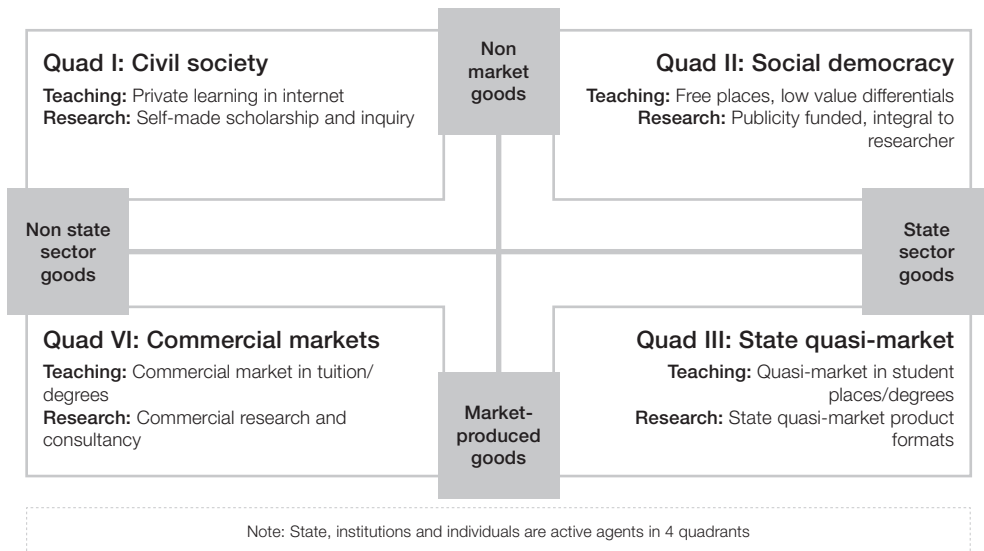 Non
market
goods
Quad I: Civil society
Teaching: Private learning in internet
Research: Self-made scholarship and inquiry
Quad II: Social democracy
Teaching: Free places, low value differentials
Research: Publicity funded, integral to
researcher
Non state
sector
goods
State
sector
goods
Quad VI: Commercial markets
Teaching: Commercial market in tuition/
degrees
Research: Commercial research and
consultancy
Market-
produced
goods
Quad III: State quasi-market
Teaching: Quasi-market in student
places/degrees
Research: State quasi-market product
formats
Note: State, institutions and individuals are active agents in 4 quadrants